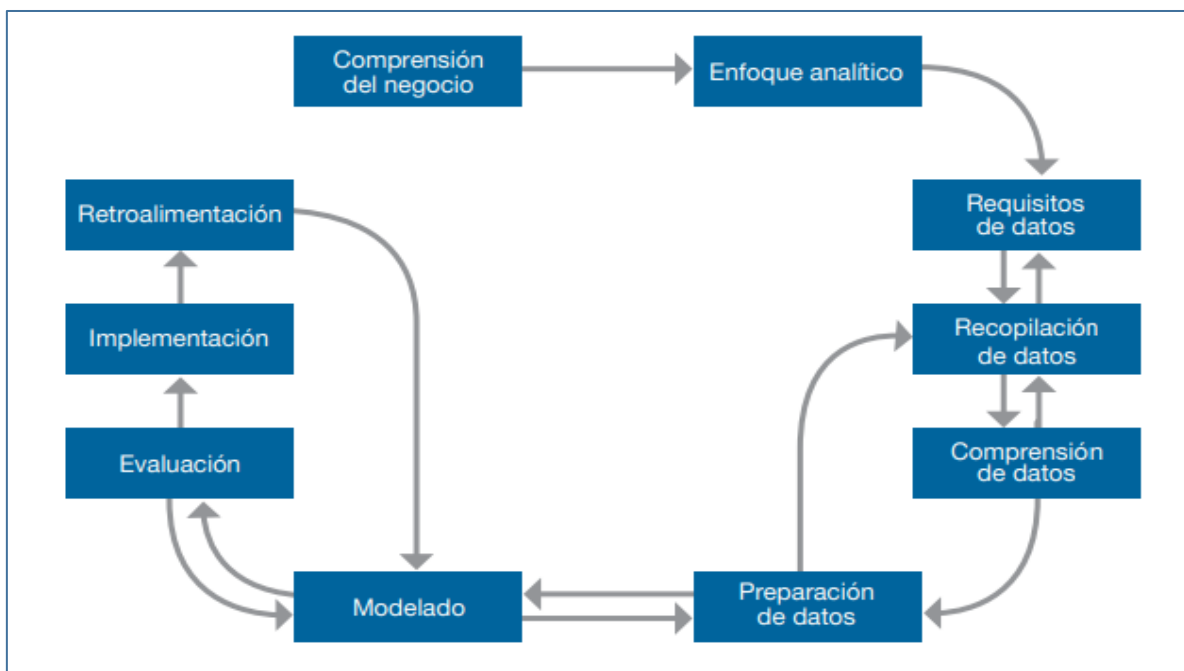 Comprensión
del negocio
Enfoque analítico
Retroalimentación
Requisitos
de datos
Implementación
Recopilación
de datos
Evaluación
Comprensión
de datos
Modelado
Preparación
de datos